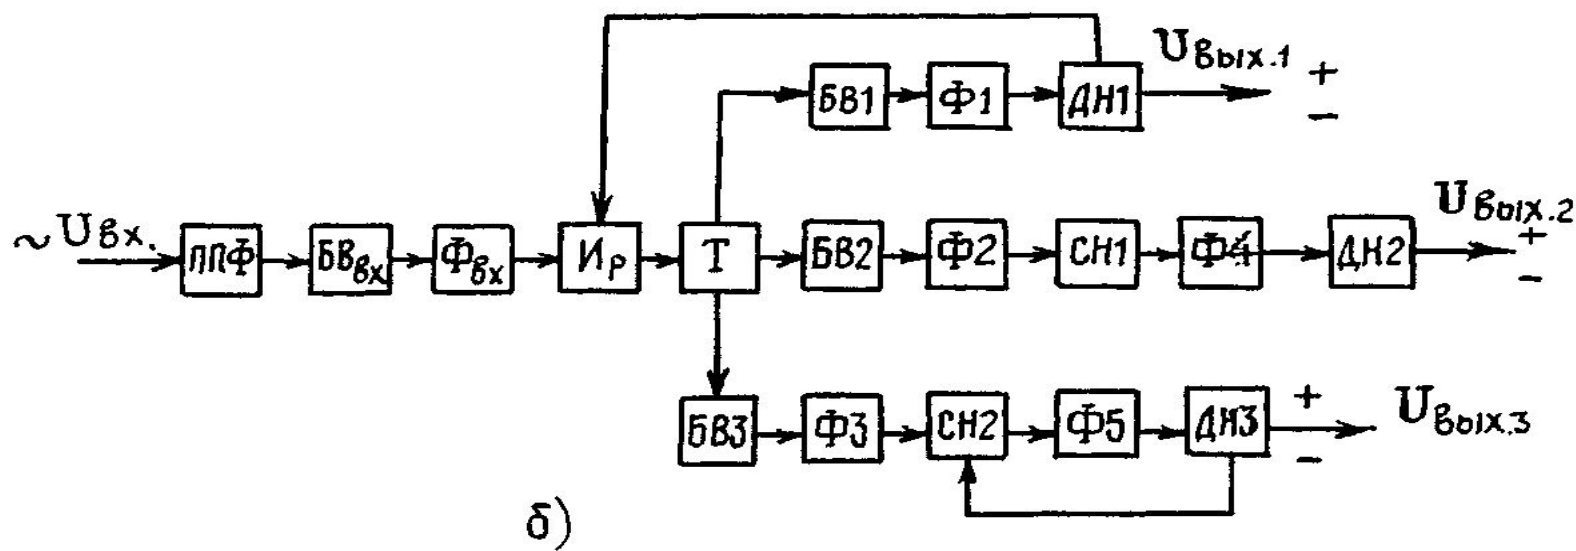 Uвых.1
+
−
БВ1 Ф1 ДН1
Uвых.2
+
−
~ Uвх.
ППФ БВвх Фвх Ир Т БВ2 Ф2 СН1 Ф4 ДН2
+
−
Uвых.3
БВ3 Ф3 СН2 Ф5 ДН3
б)